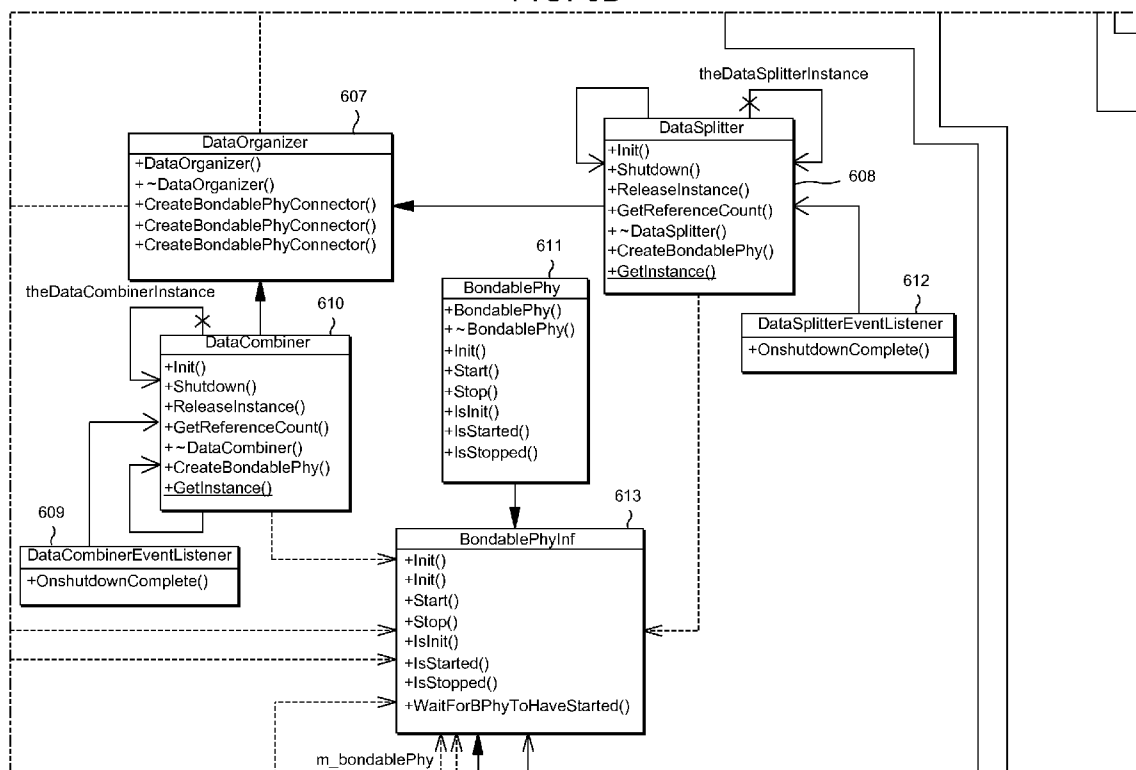 theDataSplitterInstance
607
DataOrganizer
+DataOrganizer()
+~DataOrganizer()
+CreateBondablePhyConnector()
+CreateBondablePhyConnector()
+CreateBondablePhyConnector()
DataSplitter
+Init()
+Shutdown()
+ReleaseInstance()
+GetReferenceCount()
+~DataSplitter()
+CreateBondablePhy()
+GetInstance()
608
theDataCombinerInstance
610
DataCombiner
+Init()
+Shutdown()
+ReleaseInstance()
+GetReferenceCount()
+~DataCombiner()
+CreateBondablePhy()
+GetInstance()
611
BondablePhy
+BondablePhy()
+~BondablePhy()
+Init()
+Start()
+Stop()
+IsInit()
+IsStarted()
+IsStopped()
612
DataSplitterEventListener
+OnshutdownComplete()
609
DataCombinerEventListener
+OnshutdownComplete()
613
BondablePhyInf
+Init()
+Init()
+Start()
+Stop()
+IsInit()
+IsStarted()
+IsStopped()
+WaitForBPhyToHaveStarted()
m_bondablePhy